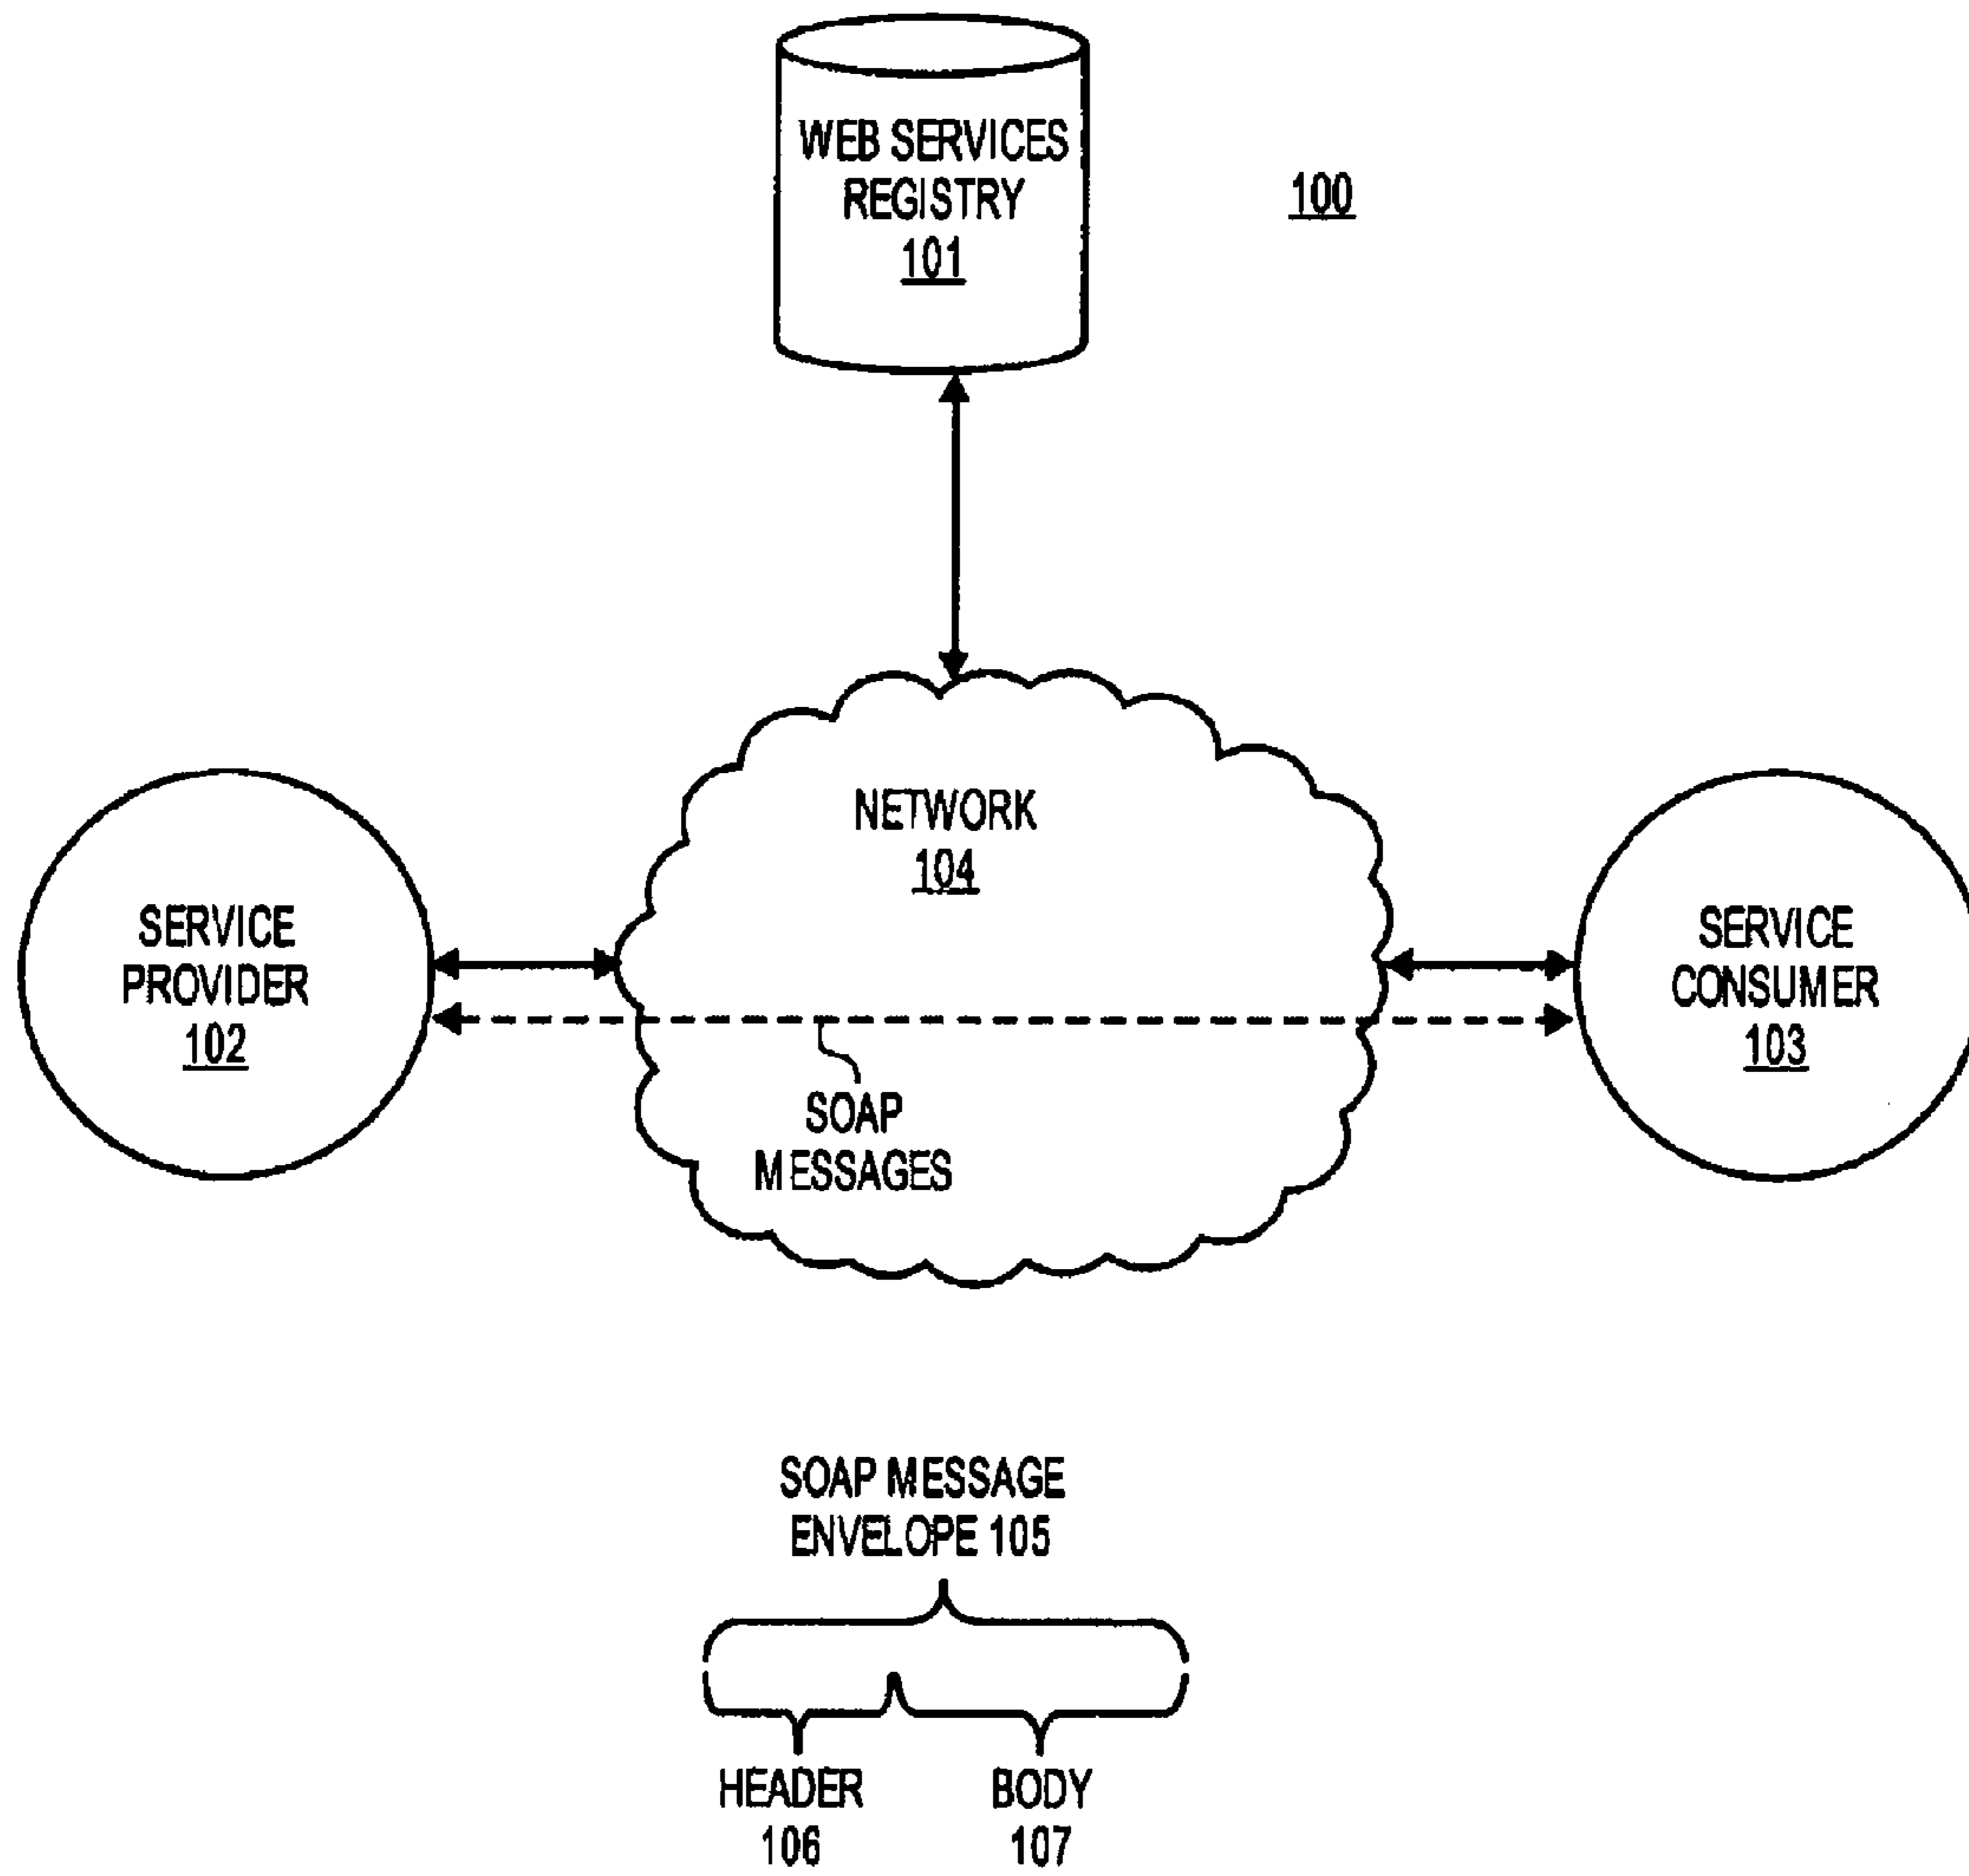 WEB SERVICES
REGISTRY
101
100
NETWORK
104
SERVICE
PROVIDER
102
SERVICE
CONSUMER
103
SOAP
MESSAGES
SOAP MESSAGE
ENVELOPE 105
HEADER
106
BODY
107